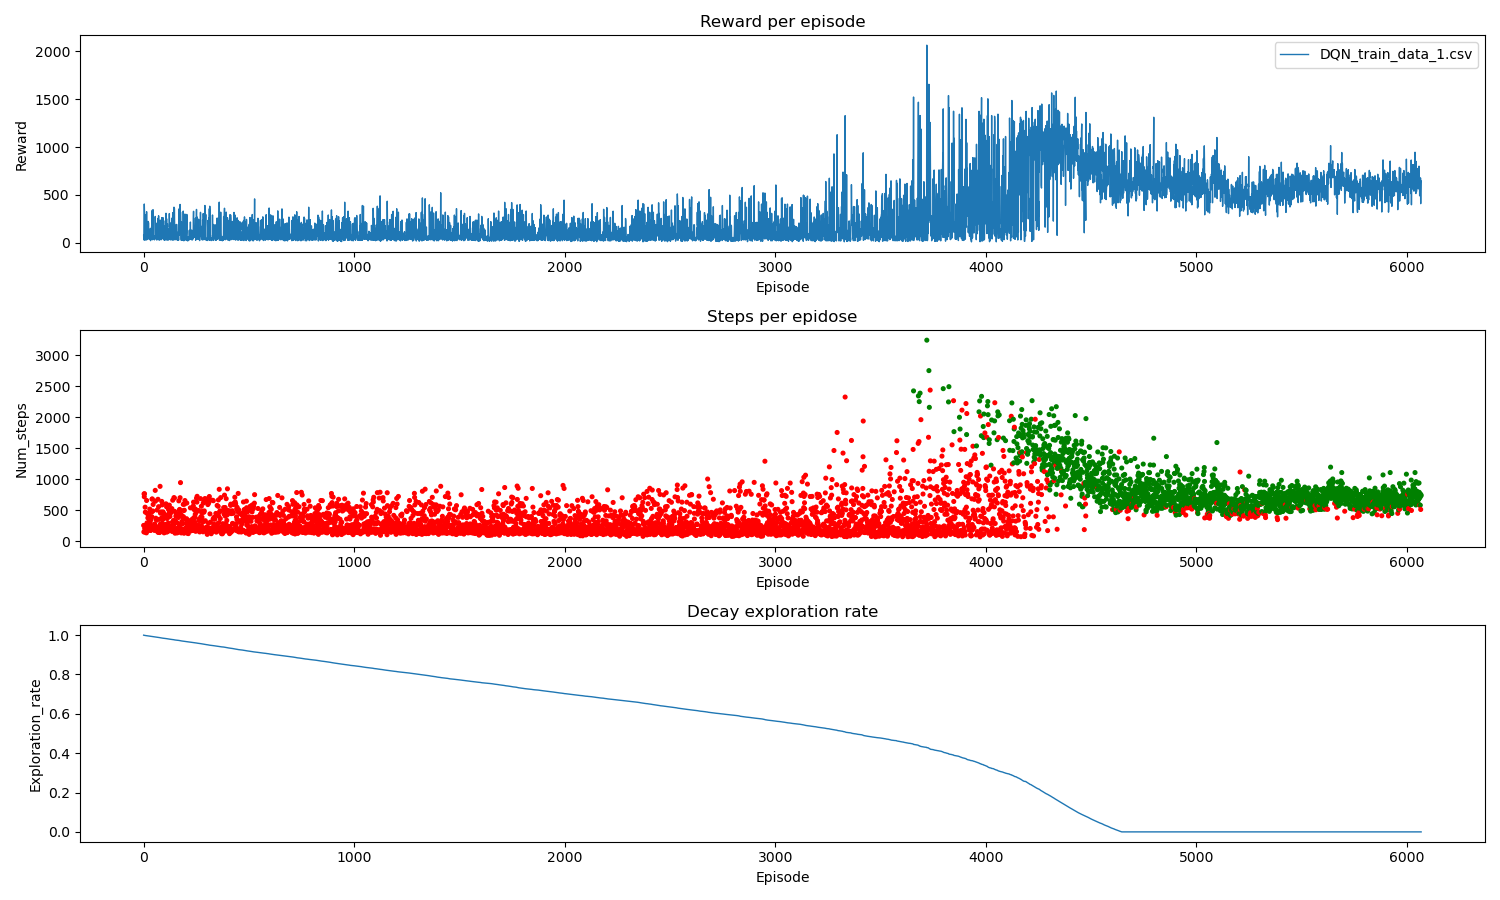 Reward per episode
2000
1500
1000
500
0
Reward
DQN_train_data_1.csv
0 1000 2000 3000 4000 5000 6000
Episode
Steps per epidose
3000
2500
2000
1500
1000
500
0
Num_steps
0 1000 2000 3000 4000 5000 6000
Episode
Decay exploration rate
1.0
0.8
0.6
0.4
0.2
0.0
Exploration_rate
0 1000 2000 3000 4000 5000 6000
Episode